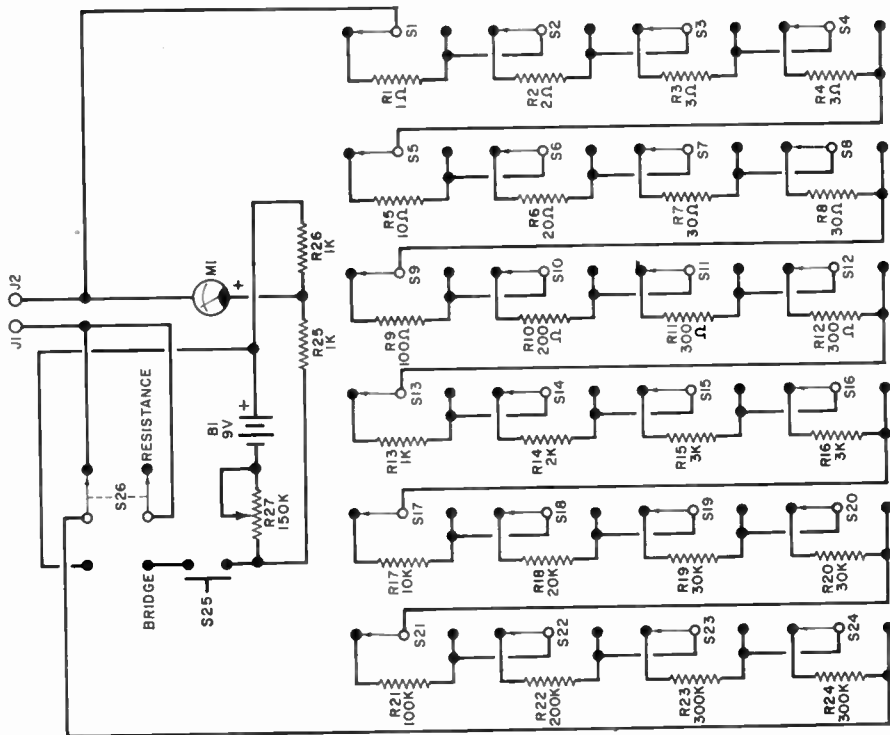 J2
J1
S26
RESISTANCE
BRIDGE
S25
R27
150K
B1
9V
+
M1
+
R25
1K
R26
1K
S1
R1
1Ω
S2
R2
2Ω
S3
R3
3Ω
S4
R4
3Ω
S5
R5
10Ω
S6
R6
20Ω
S7
R7
30Ω
S8
R8
30Ω
S9
R9
100Ω
S10
R10
200
Ω
S11
R11
300
Ω
S12
R12
300
Ω
S13
R13
1K
S14
R14
2K
S15
R15
3K
S16
R16
3K
S17
R17
10K
S18
R18
20K
S19
R19
30K
S20
R20
30K
S21
R21
100K
S22
R22
200K
S23
R23
300K
S24
R24
300K